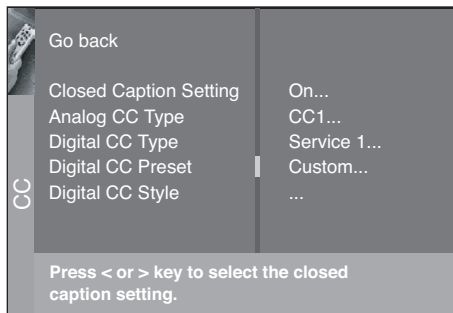 Go back
Closed Caption Setting On...
Analog CC Type CC1...
Digital CC Type Service 1...
Digital CC Preset Custom...
Digital CC Style ...
CC
Press < or > key to select the closed
caption setting.